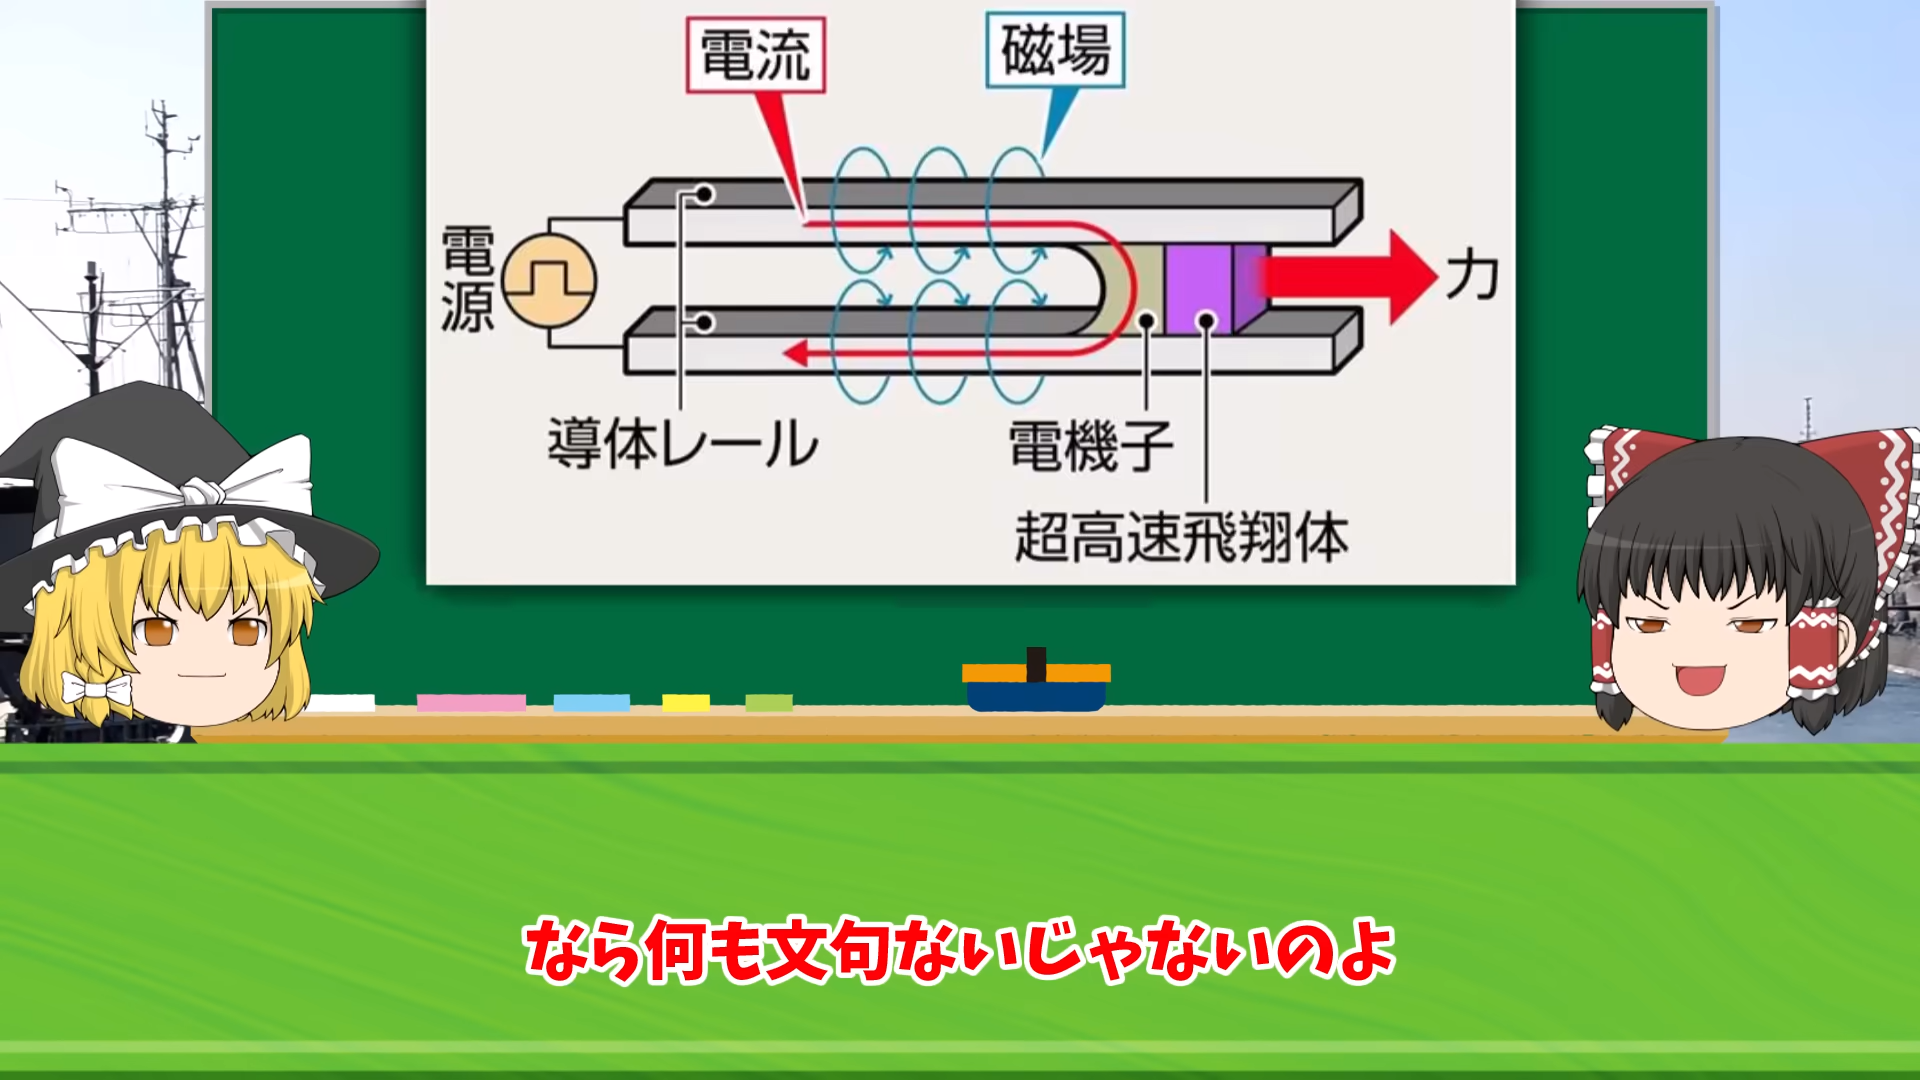 電流
磁場
電源
力
導体レール
電機子
超高速飛翔体
なら何も文句ないじゃないのよ